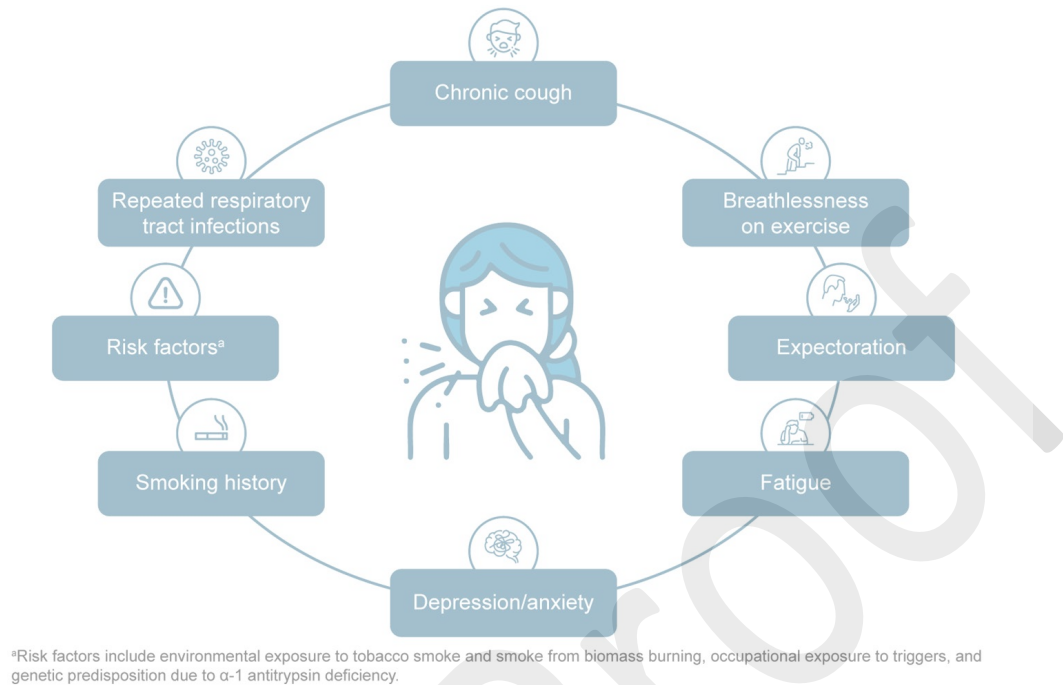 Chronic cough
Repeated respiratory
tract infections
Breathlessness
on exercise
Risk factorsᵃ
Expectoration
Smoking history
Fatigue
Depression/anxiety
ᵃRisk factors include environmental exposure to tobacco smoke and smoke from biomass burning, occupational exposure to triggers, and
genetic predisposition due to α-1 antitrypsin deficiency.
roof